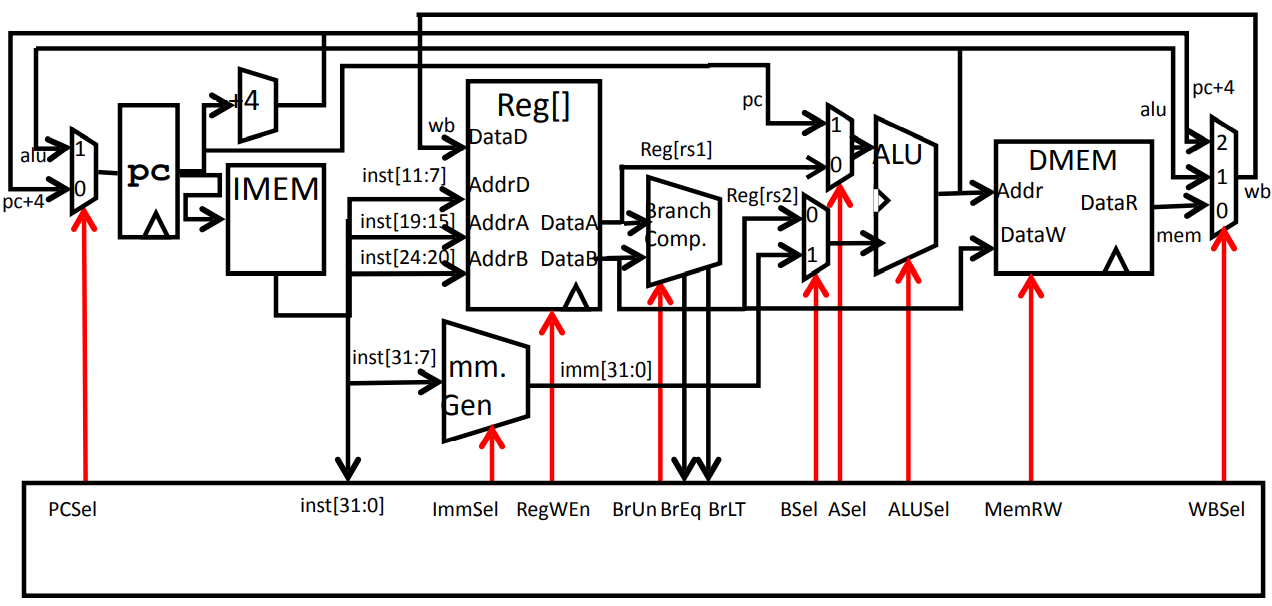 pc+4
alu
pc
alu
1
0
pc+4
pc
+4
IMEM
Reg[]
wb
DataD
inst[11:7]
AddrD
inst[19:15]
AddrA
DataA
inst[24:20]
AddrB
DataB
Reg[rs1]
Reg[rs2]
Branch
Comp.
1
0
0
1
ALU
DMEM
Addr
DataR
DataW
2
1
0
wb
mem
inst[31:7]
mm.
Gen
imm[31:0]
PCSel
inst[31:0]
ImmSel
RegWEn
BrUn
BrEq
BrLT
BSel
ASel
ALUSel
MemRW
WBSel